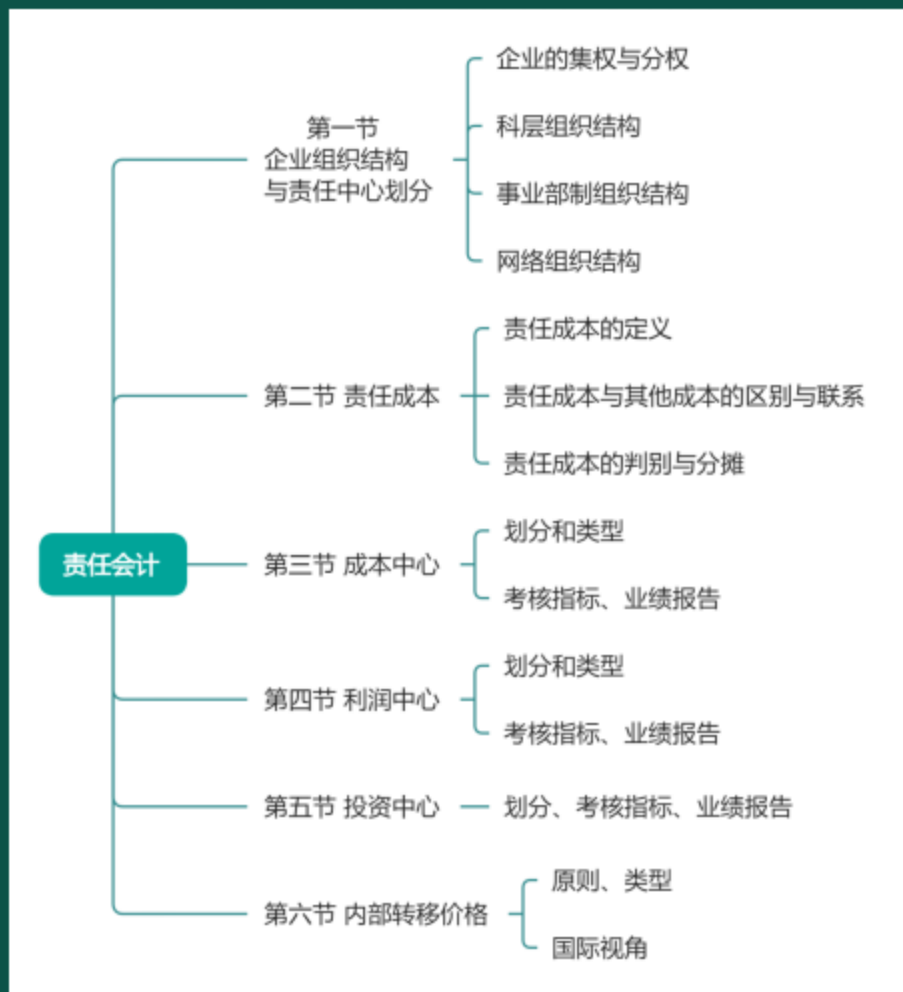 责任会计
第一节
企业组织结构
与责任中心划分
企业的集权与分权
科层组织结构
事业部制组织结构
网络组织结构
第二节 责任成本
责任成本的定义
责任成本与其他成本的区别与联系
责任成本的判别与分摊
第三节 成本中心
划分和类型
考核指标、业绩报告
第四节 利润中心
划分和类型
考核指标、业绩报告
第五节 投资中心
划分、考核指标、业绩报告
第六节 内部转移价格
原则、类型
国际视角